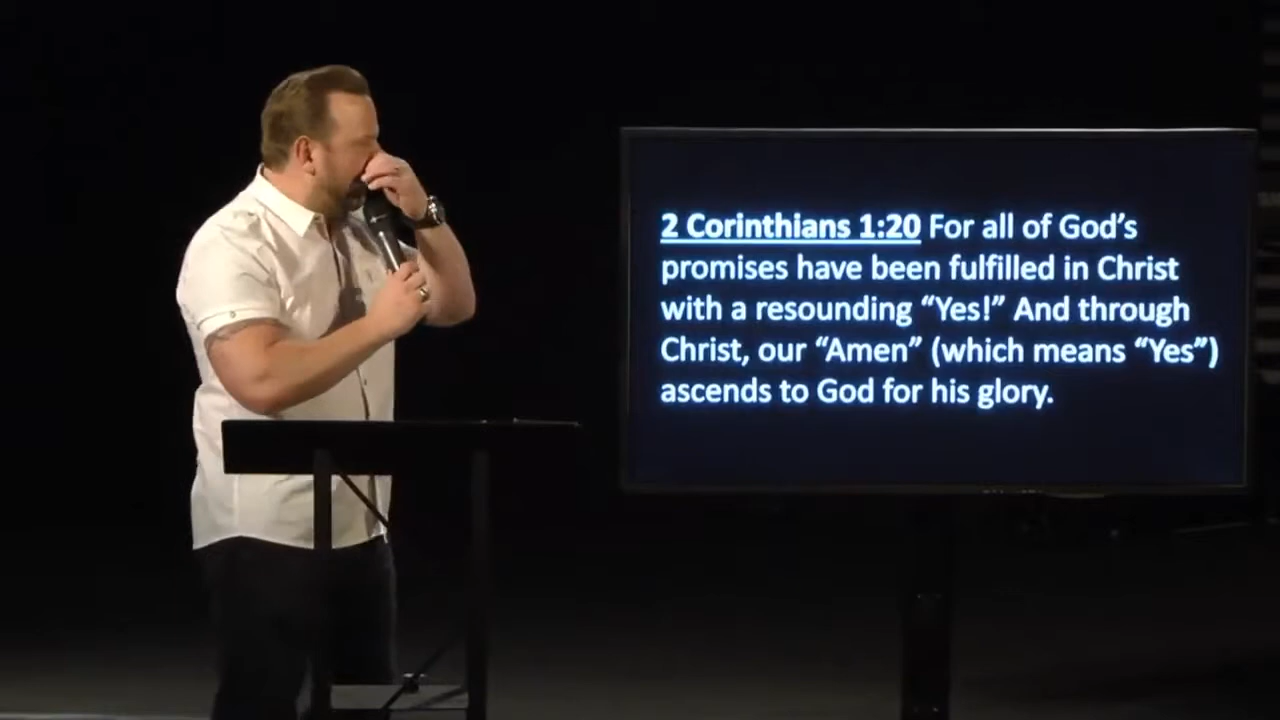 2 Corinthians 1:20 For all of God’s
promises have been fulfilled in Christ
with a resounding “Yes!” And through
Christ, our “Amen” (which means “Yes”)
ascends to God for his glory.